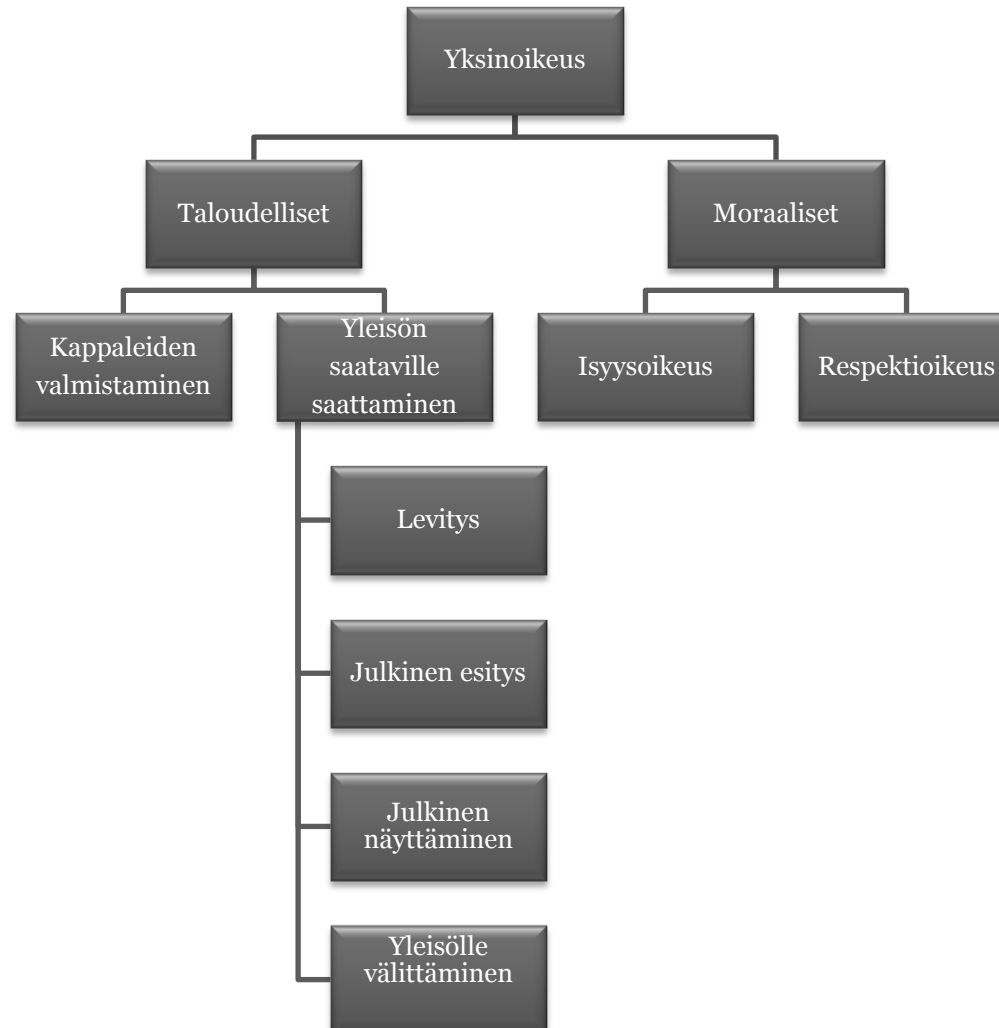 Yksinoikeus
Taloudelliset
Moraaliset
Kappaleiden
valmistaminen
Yleisön
saataville
saattaminen
Isyysoikeus
Respektioikeus
Levitys
Julkinen esitys
Julkinen
näyttäminen
Yleisölle
välittäminen